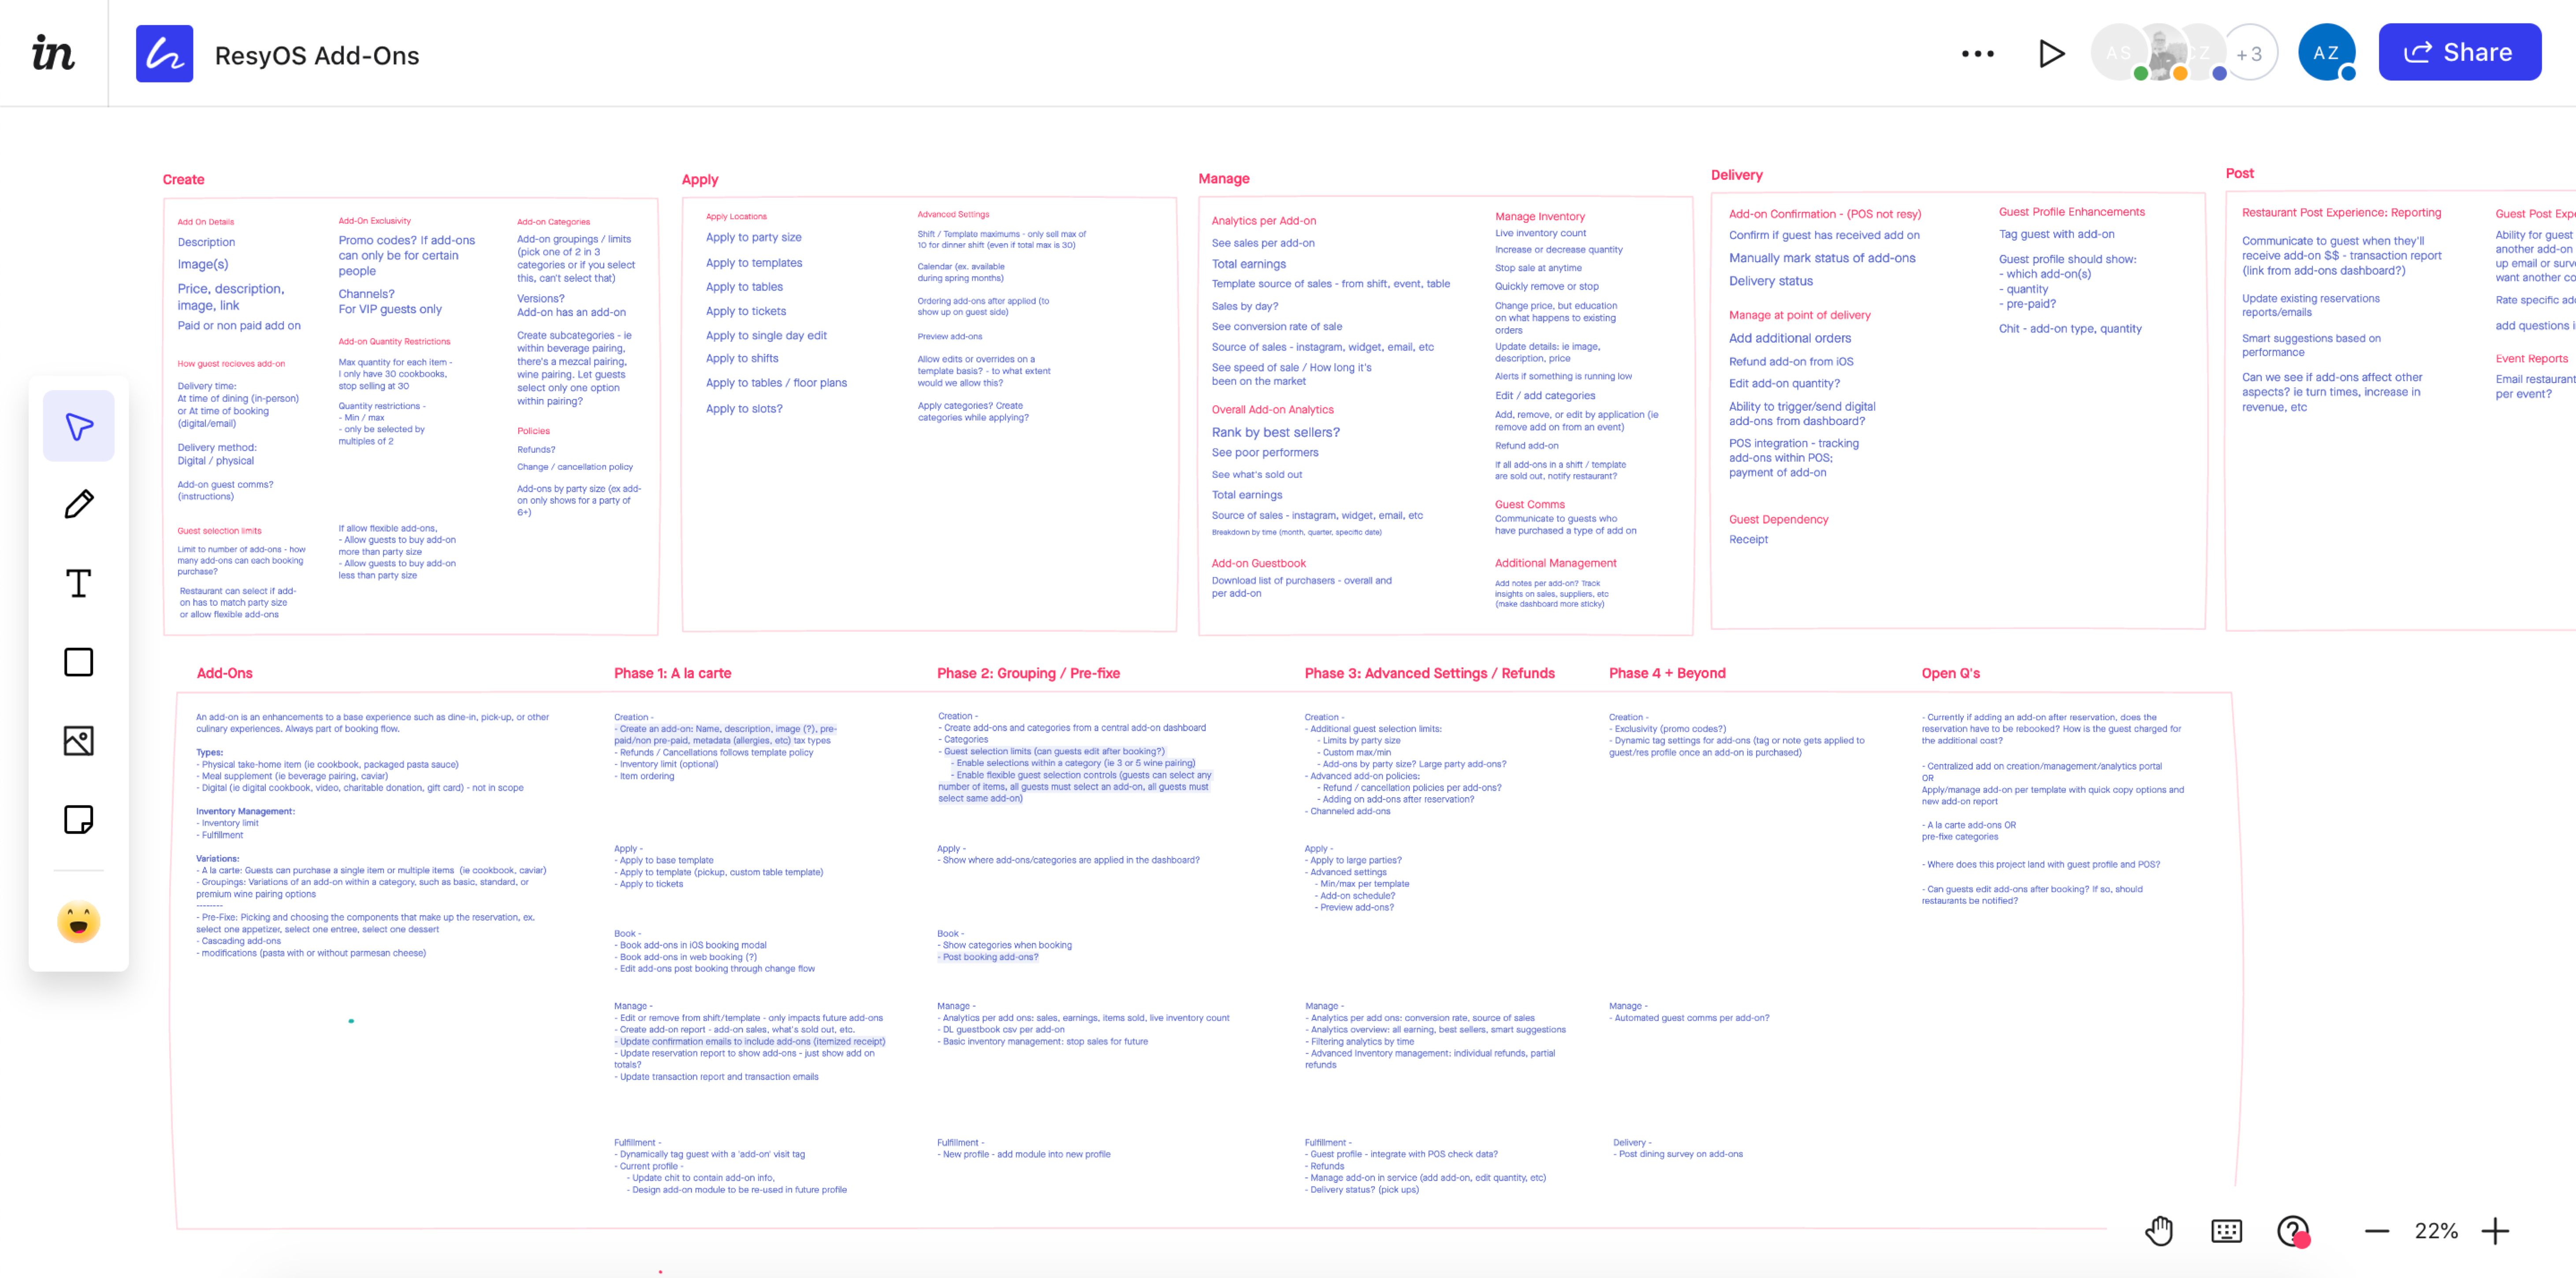 in
ResyOS Add-Ons
AS
CZ
+3
AZ
Share
Create
Add On Details
Description
Image(s)
Price, description,
image, link
Paid or non paid add on
How guest recieves add-on
Delivery time:
At time of dining (in-person)
or At time of booking
(digital/email)
Delivery method:
Digital / physical
Add-on guest comms?
(instructions)
Guest selection limits
Limit to number of add-ons - how
many add-ons can each booking
purchase?
Restaurant can select if add-
on has to match party size
or allow flexible add-ons
Add-On Exclusivity
Promo codes? If add-ons
can only be for certain
people
Channels?
For VIP guests only
Add-on Quantity Restrictions
Max quantity for each item -
I only have 30 cookbooks,
stop selling at 30
Quantity restrictions -
- Min / max
- only be selected by
multiples of 2
If allow flexible add-ons,
- Allow guests to buy add-on
more than party size
- Allow guests to buy add-on
less than party size
Add-on Categories
Add-on groupings / limits
(pick one of 2 in 3
categories or if you select
this, can't select that)
Versions?
Add-on has an add-on
Create subcategories - ie
within beverage pairing,
there's a mezcal pairing,
wine pairing. Let guests
select only one option
within pairing?
Policies
Refunds?
Change / cancellation policy
Add-ons by party size (ex add-
on only shows for a party of
6+)
Apply
Apply Locations
Apply to party size
Apply to templates
Apply to tables
Apply to tickets
Apply to single day edit
Apply to shifts
Apply to tables / floor plans
Apply to slots?
Advanced Settings
Shift / Template maximums - only sell max of
10 for dinner shift (even if total max is 30)
Calendar (ex. available
during spring months)
Ordering add-ons after applied (to
show up on guest side)
Preview add-ons
Allow edits or overrides on a
template basis? - to what extent
would we allow this?
Apply categories? Create
categories while applying?
Manage
Analytics per Add-on
See sales per add-on
Total earnings
Template source of sales - from shift, event, table
Sales by day?
See conversion rate of sale
Source of sales - instagram, widget, email, etc
See speed of sale / How long it's
been on the market
Overall Add-on Analytics
Rank by best sellers?
See poor performers
See what's sold out
Total earnings
Source of sales - instagram, widget, email, etc
Breakdown by time (month, quarter, specific date)
Add-on Guestbook
Download list of purchasers - overall and
per add-on
Manage Inventory
Live inventory count
Increase or decrease quantity
Stop sale at anytime
Quickly remove or stop
Change price, but education
on what happens to existing
orders
Update details: ie image,
description, price
Alerts if something is running low
Edit / add categories
Add, remove, or edit by application (ie
remove add on from an event)
Refund add-on
If all add-ons in a shift / template
are sold out, notify restaurant?
Guest Comms
Communicate to guests who
have purchased a type of add on
Additional Management
Add notes per add-on? Track
insights on sales, suppliers, etc
(make dashboard more sticky)
Delivery
Add-on Confirmation - (POS not resy)
Confirm if guest has received add on
Manually mark status of add-ons
Delivery status
Manage at point of delivery
Add additional orders
Refund add-on from iOS
Edit add-on quantity?
Ability to trigger/send digital
add-ons from dashboard?
POS integration - tracking
add-ons within POS;
payment of add-on
Guest Dependency
Receipt
Guest Profile Enhancements
Tag guest with add-on
Guest profile should show:
- which add-on(s)
- quantity
- pre-paid?
Chit - add-on type, quantity
Post
Restaurant Post Experience: Reporting
Communicate to guest when they'll
receive add-on $$ - transaction report
(link from add-ons dashboard?)
Update existing reservations
reports/emails
Smart suggestions based on
performance
Can we see if add-ons affect other
aspects? ie turn times, increase in
revenue, etc
Guest Post Expe
Ability for guest
another add-on
up email or surve
want another co
Rate specific add
add questions i
Event Reports
Email restaurant
per event?
Add-Ons
An add-on is an enhancements to a base experience such as dine-in, pick-up, or other
culinary experiences. Always part of booking flow.
Types:
- Physical take-home item (ie cookbook, packaged pasta sauce)
- Meal supplement (ie beverage pairing, caviar)
- Digital (ie digital cookbook, video, charitable donation, gift card) - not in scope
Inventory Management:
- Inventory limit
- Fulfillment
Variations:
- A la carte: Guests can purchase a single item or multiple items (ie cookbook, caviar)
- Groupings: Variations of an add-on within a category, such as basic, standard, or
premium wine pairing options
--------
- Pre-Fixe: Picking and choosing the components that make up the reservation, ex.
select one appetizer, select one entree, select one dessert
- Cascading add-ons
- modifications (pasta with or without parmesan cheese)
Phase 1: A la carte
Creation -
- Create an add-on: Name, description, image (?), pre-
paid/non pre-paid, metadata (allergies, etc) tax types
- Refunds / Cancellations follows template policy
- Inventory limit (optional)
- Item ordering
Apply -
- Apply to base template
- Apply to template (pickup, custom table template)
- Apply to tickets
Book -
- Book add-ons in iOS booking modal
- Book add-ons in web booking (?)
- Edit add-ons post booking through change flow
Manage -
- Edit or remove from shift/template - only impacts future add-ons
- Create add-on report - add-on sales, what's sold out, etc.
- Update confirmation emails to include add-ons (itemized receipt)
- Update reservation report to show add-ons - just show add on
totals?
- Update transaction report and transaction emails
Fulfillment -
- Dynamically tag guest with a 'add-on' visit tag
- Current profile -
- Update chit to contain add-on info,
- Design add-on module to be re-used in future profile
Phase 2: Grouping / Pre-fixe
Creation -
- Create add-ons and categories from a central add-on dashboard
- Categories
- Guest selection limits (can guests edit after booking?)
- Enable selections within a category (ie 3 or 5 wine pairing)
- Enable flexible guest selection controls (guests can select any
number of items, all guests must select an add-on, all guests must
select same add-on)
Apply -
- Show where add-ons/categories are applied in the dashboard?
Book -
- Show categories when booking
- Post booking add-ons?
Manage -
- Analytics per add ons: sales, earnings, items sold, live inventory count
- DL guestbook csv per add-on
- Basic inventory management: stop sales for future
Fulfillment -
- New profile - add module into new profile
Phase 3: Advanced Settings / Refunds
Creation -
- Additional guest selection limits:
- Limits by party size
- Custom max/min
- Add-ons by party size? Large party add-ons?
- Advanced add-on policies:
- Refund / cancellation policies per add-ons?
- Adding on add-ons after reservation?
- Channeled add-ons
Apply -
- Apply to large parties?
- Advanced settings
- Min/max per template
- Add-on schedule?
- Preview add-ons?
Manage -
- Analytics per add ons: conversion rate, source of sales
- Analytics overview: all earning, best sellers, smart suggestions
- Filtering analytics by time
- Advanced Inventory management: individual refunds, partial
refunds
Fulfillment -
- Guest profile - integrate with POS check data?
- Refunds
- Manage add-on in service (add add-on, edit quantity, etc)
- Delivery status? (pick ups)
Phase 4 + Beyond
Creation -
- Exclusivity (promo codes?)
- Dynamic tag settings for add-ons (tag or note gets applied to
guest/res profile once an add-on is purchased)
Manage -
- Automated guest comms per add-on?
Delivery -
- Post dining survey on add-ons
Open Q's
- Currently if adding an add-on after reservation, does the
reservation have to be rebooked? How is the guest charged for
the additional cost?
- Centralized add on creation/management/analytics portal
OR
Apply/manage add-on per template with quick copy options and
new add-on report
- A la carte add-ons OR
pre-fixe categories
- Where does this project land with guest profile and POS?
- Can guests edit add-ons after booking? If so, should
restaurants be notified?
22%